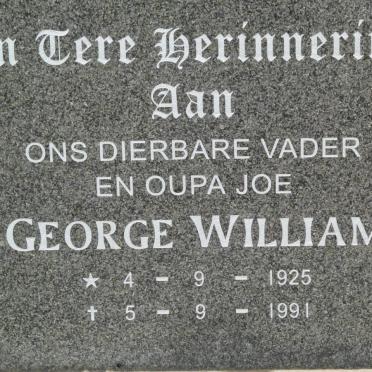 n Tere Herinnerin
Aan
ONS DIERBARE VADER
EN OUPA JOE
GEORGE WILLIAM
★ 4 - 9 - 1925
✝ 5 - 9 - 1991